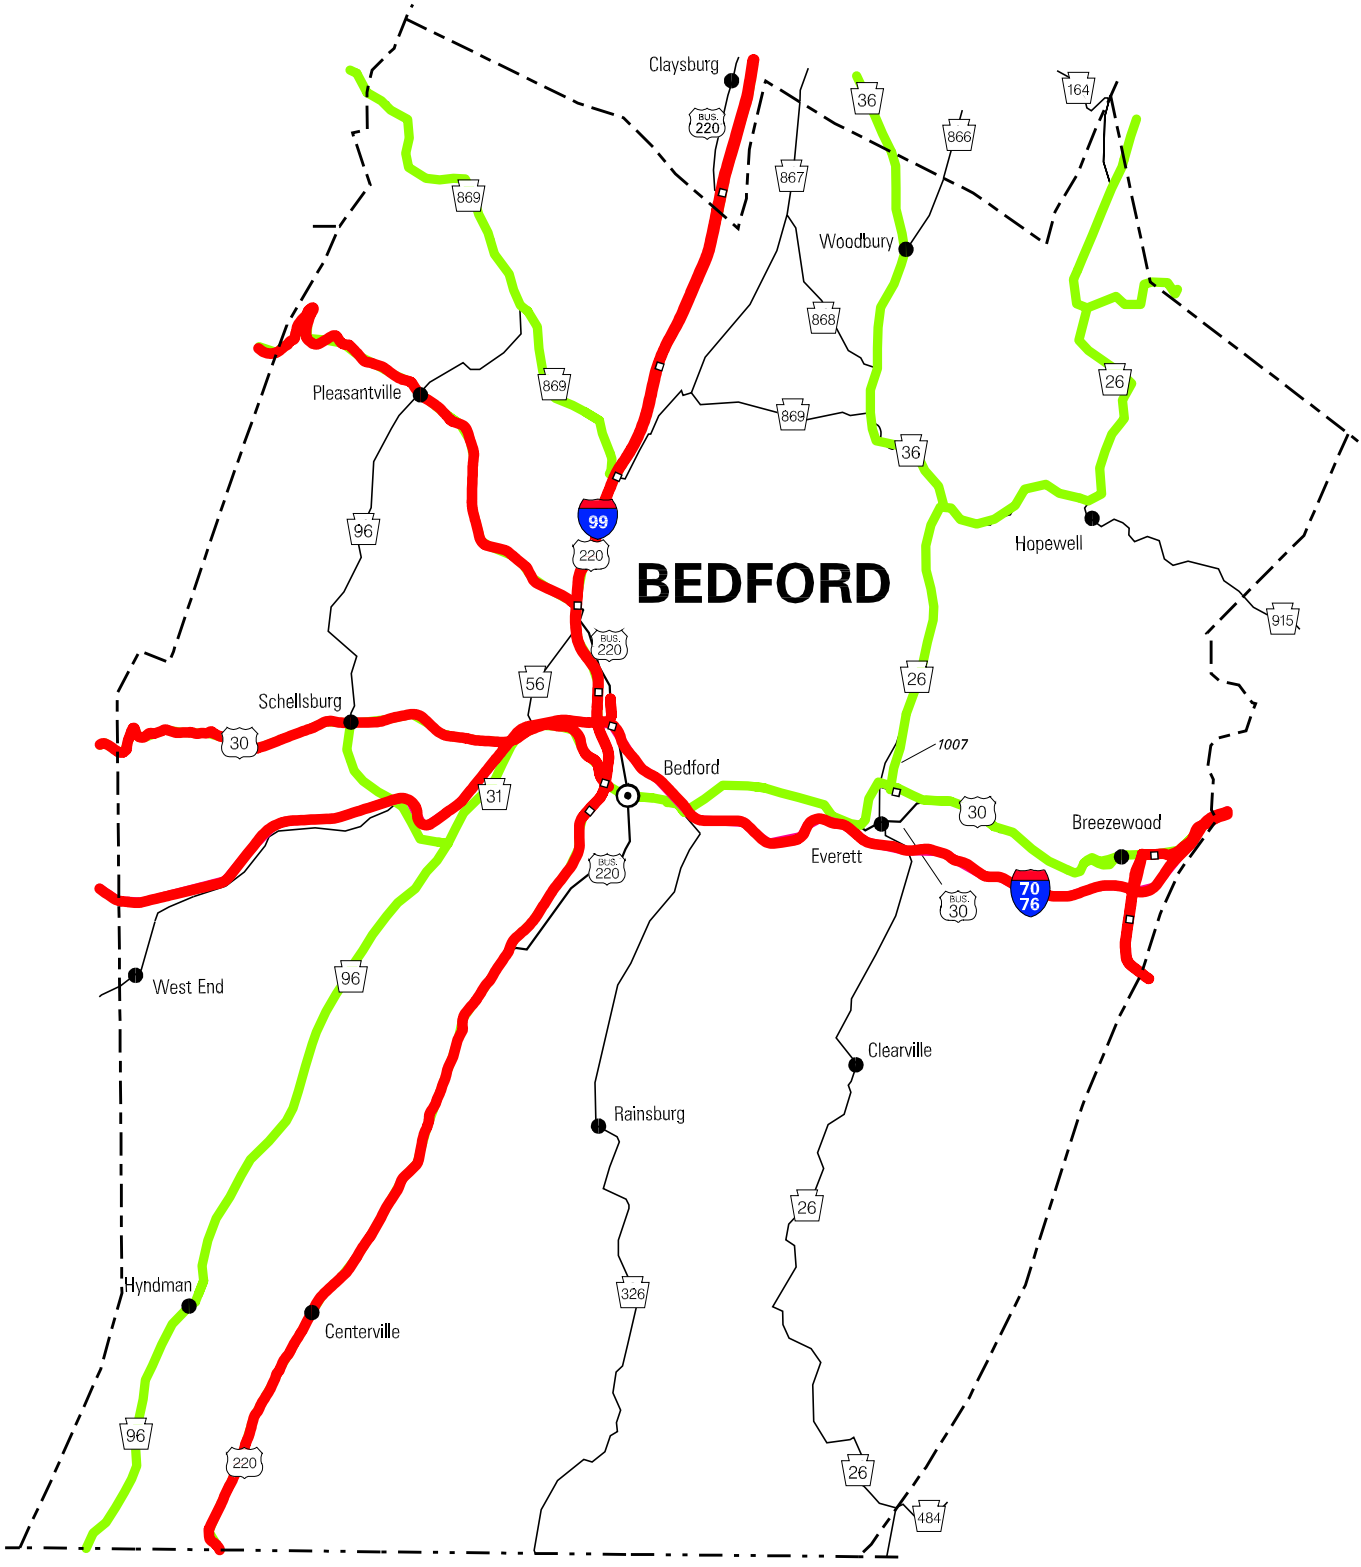 Claysburg
BUS.
220
36
164
866
867
869
Woodbury
868
869
26
Pleasantville
869
36
99
96
220
Hopewell
BEDFORD
915
BUS.
220
56
26
Schellsburg
30
1007
Bedford
31
30
Breezewood
Everett
BUS.
220
70
76
BUS.
30
96
West End
Clearville
Rainsburg
26
Hyndman
326
Centerville
96
220
26
484